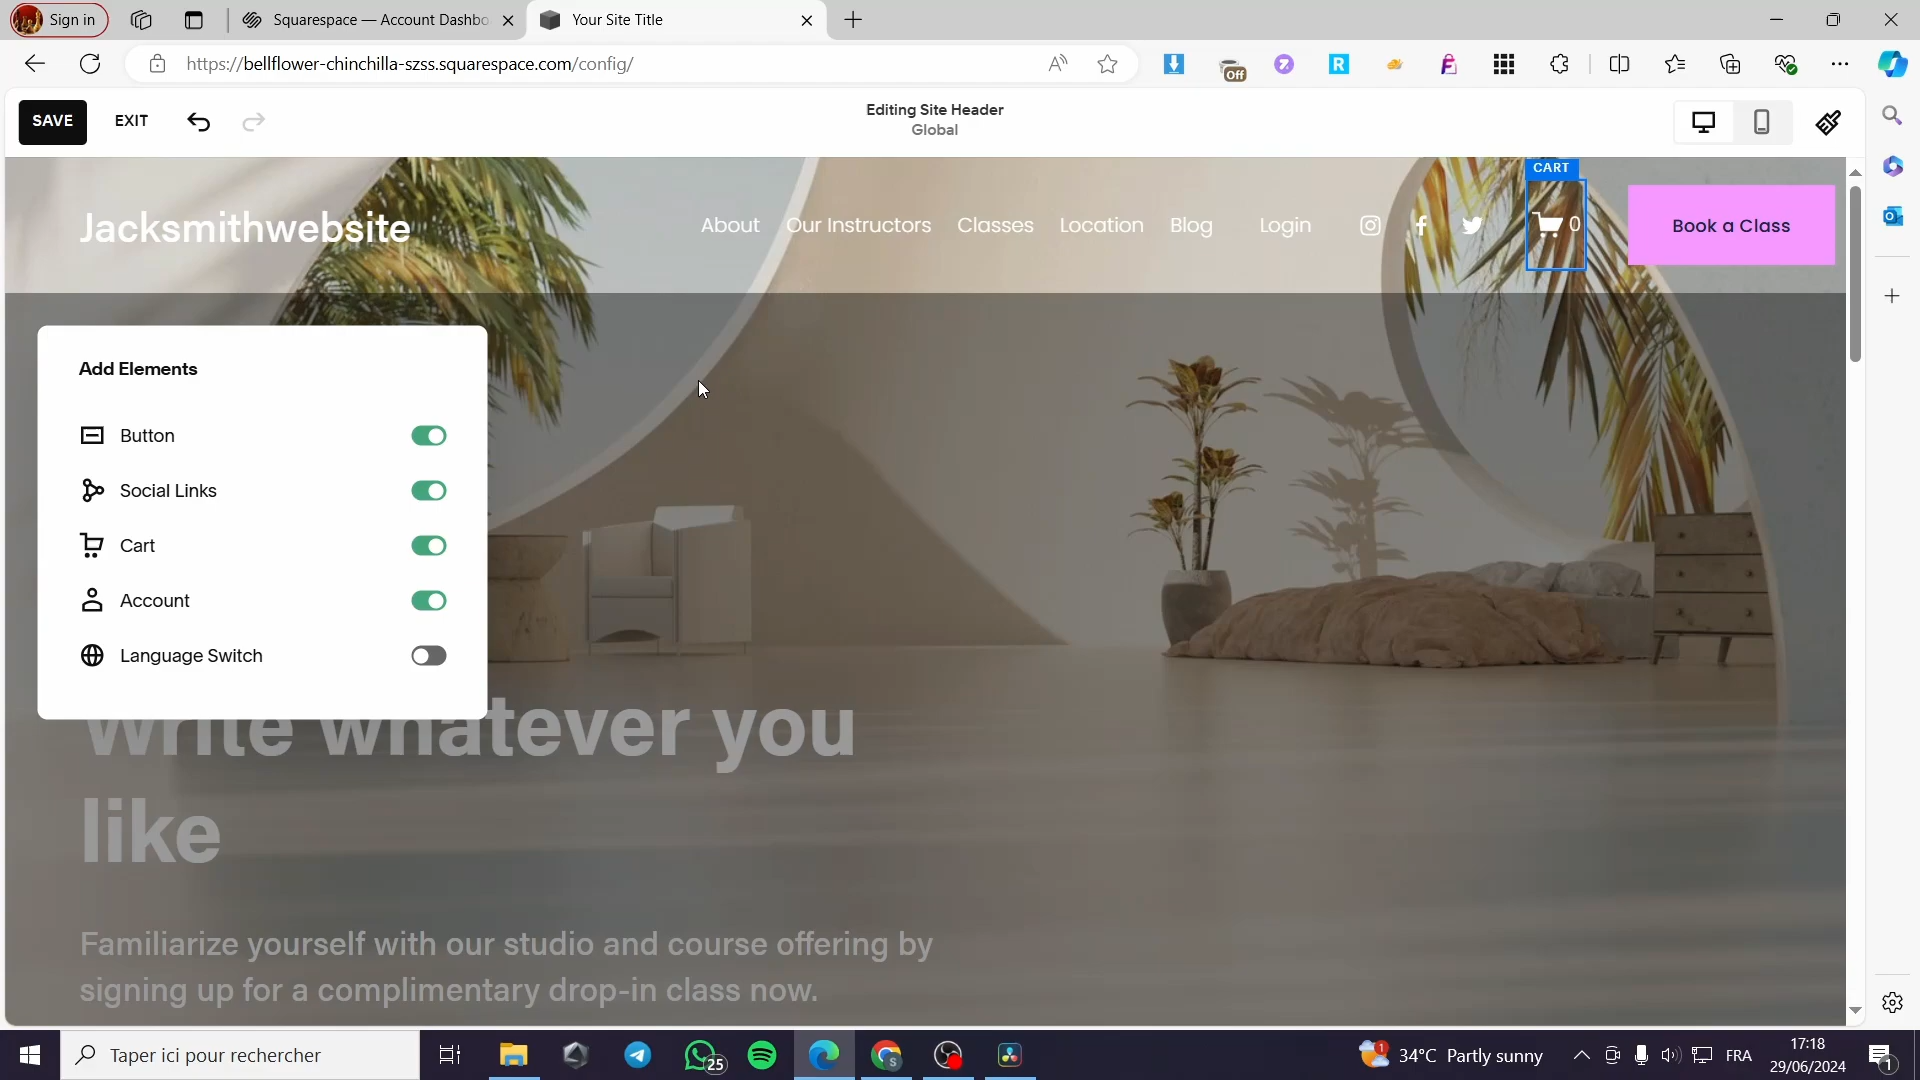 Sign in
Squarespace — Account Dashbo
Your Site Title
https://bellflower-chinchilla-szss.squarespace.com/config/
Off
SAVE
EXIT
Editing Site Header
Global
CART
Jacksmithwebsite
About
Our Instructors
Classes
Location
Blog
Login
0
Book a Class
Add Elements
Button
Social Links
Cart
Account
Language Switch
Write whatever you
like
Familiarize yourself with our studio and course offering by
signing up for a complimentary drop-in class now.
Taper ici pour rechercher
25
1
34°C Partly sunny
FRA
17:18
29/06/2024
1